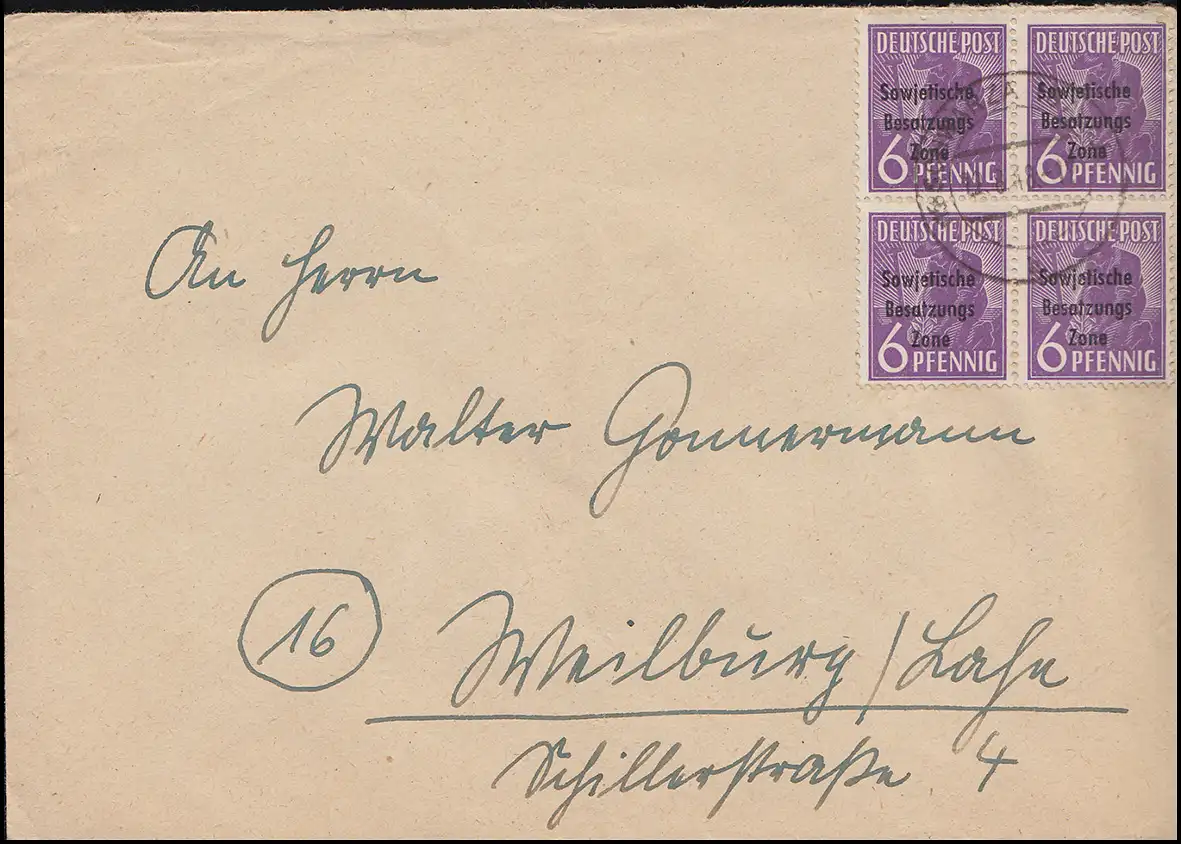 DEUTSCHE POST DEUTSCHE POST
Sowjetische Sowjetische
Besatzungs Besatzungs
Zone Zone
6 PFENNIG 6 PFENNIG
DEUTSCHE POST DEUTSCHE POST
Sowjetische Sowjetische
Besatzungs Besatzungs
Zone Zone
6 PFENNIG 6 PFENNIG
An Herrn
Walter Gonnermann
16 Weilburg/Lahn
Schillerstraße 4